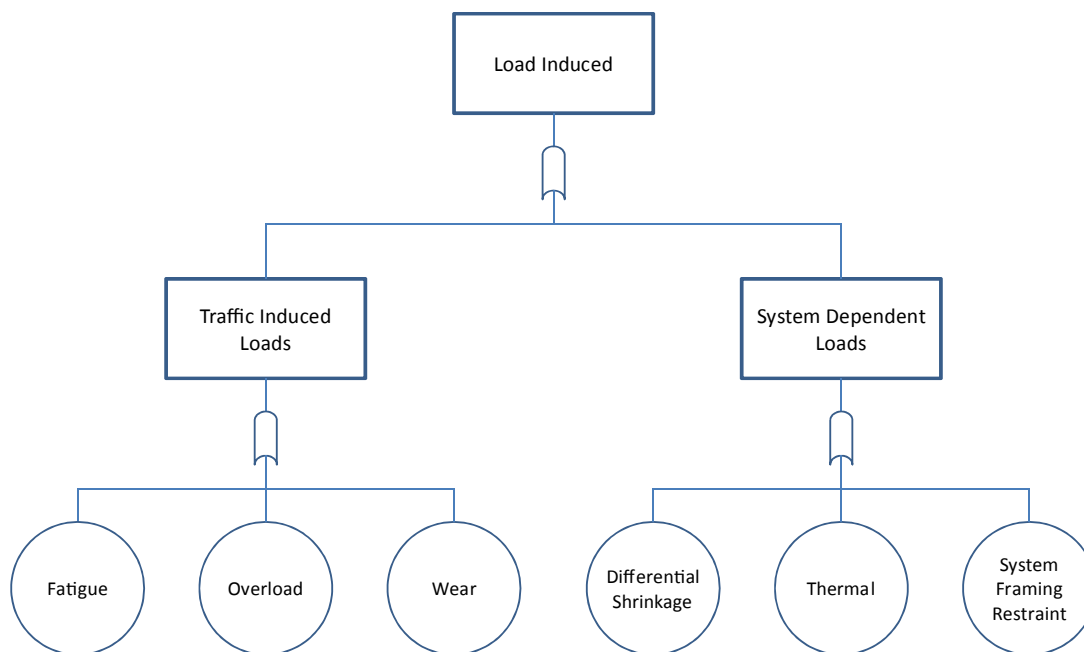 Load Induced
Traffic Induced
Loads
System Dependent
Loads
Fatigue
Overload
Wear
Differential
Shrinkage
Thermal
System
Framing
Restraint